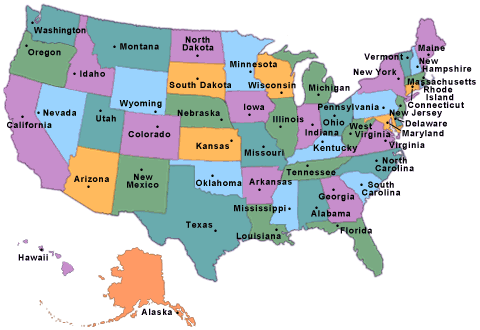 Washington
Oregon
Idaho
Montana
North
Dakota
Minnesota
South Dakota
Wisconsin
Michigan
Vermont
Maine
New
Hampshire
New York
Massachusetts
Rhode
Island
Connecticut
New Jersey
Delaware
Maryland
Pennsylvania
Wyoming
Nevada
California
Utah
Colorado
Nebraska
Iowa
Illinois
Indiana
Ohio
West
Virginia
Virginia
Kentucky
Kansas
Missouri
Tennessee
North
Carolina
South
Carolina
Arizona
New
Mexico
Oklahoma
Arkansas
Mississippi
Alabama
Georgia
Texas
Louisiana
Florida
Hawaii
Alaska